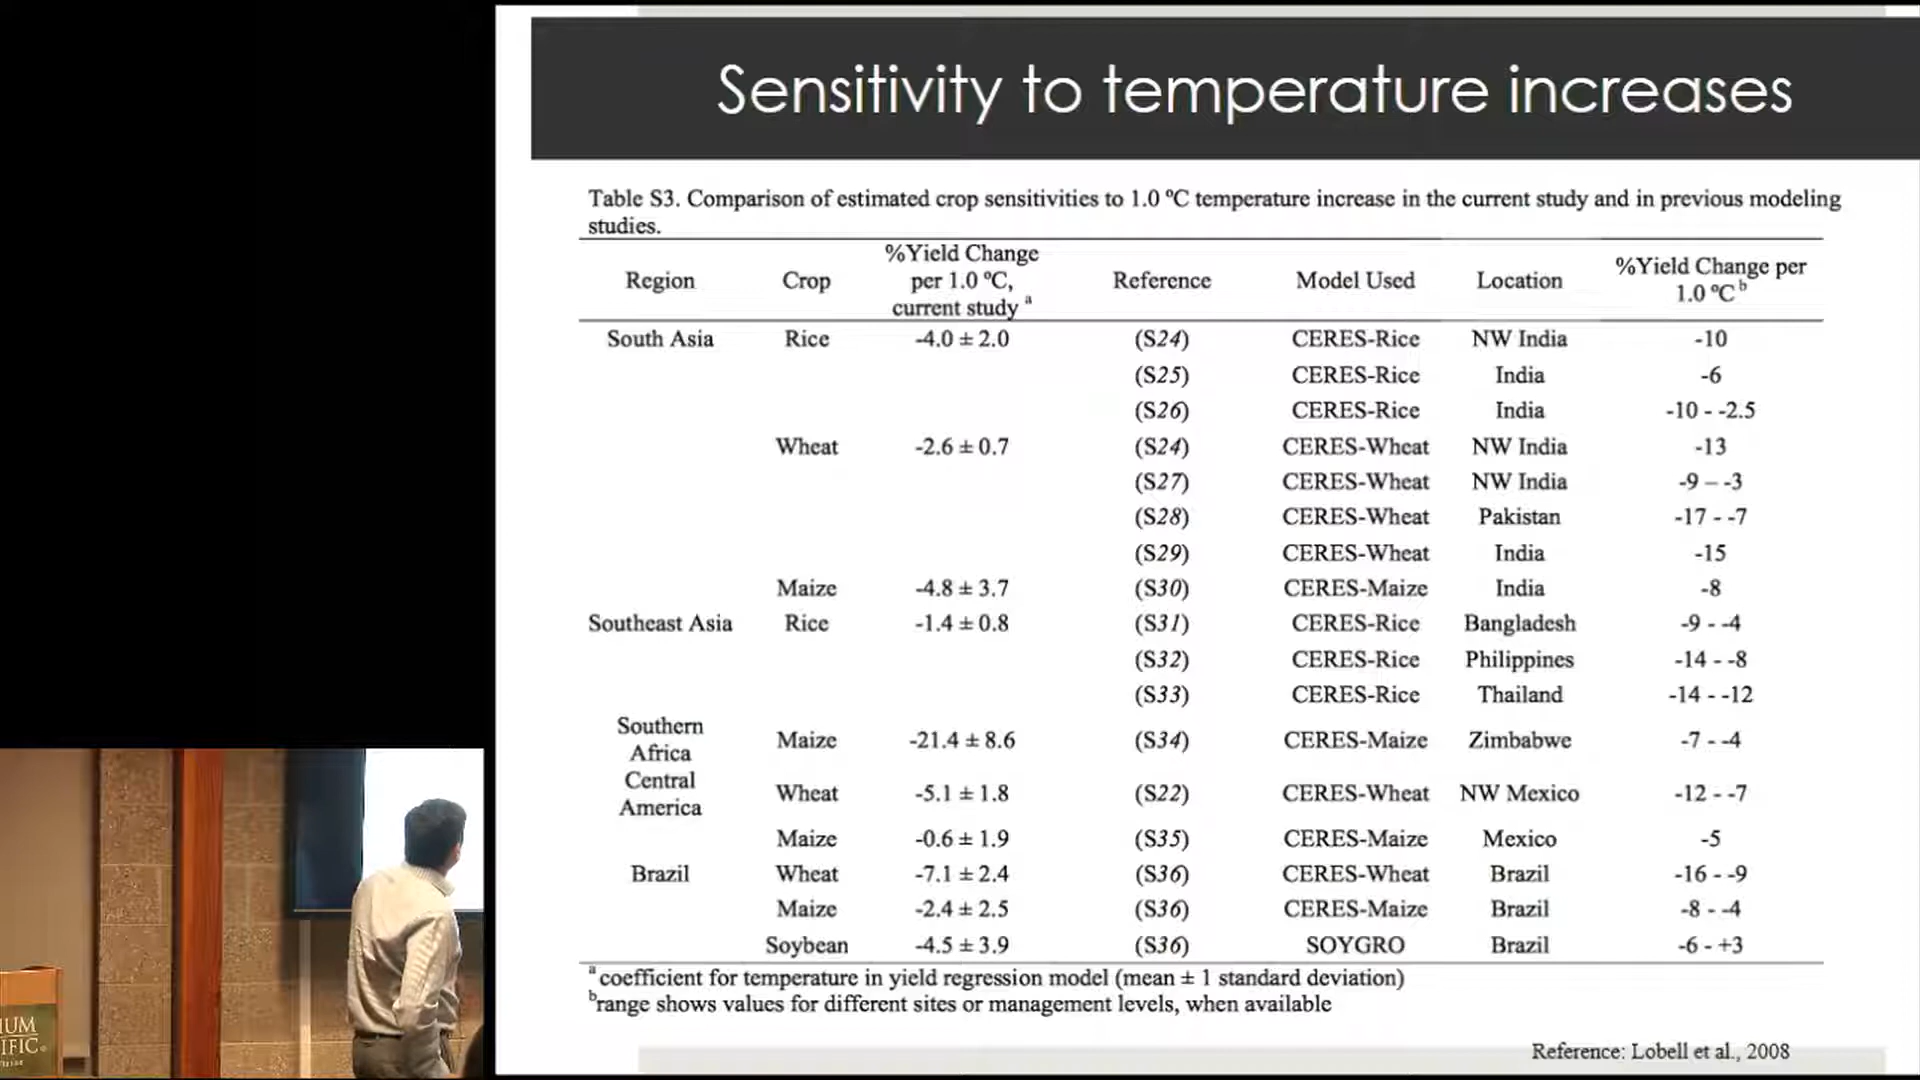 Sensitivity to temperature increases
Table S3. Comparison of estimated crop sensitivities to 1.0 ºC temperature increase in the current study and in previous modeling
studies.
Region Crop %Yield Change per 1.0 ºC, current study a Reference Model Used Location %Yield Change per 1.0 ºC b
South Asia Rice -4.0 ± 2.0 (S24) CERES-Rice NW India -10
(S25) CERES-Rice India -6
(S26) CERES-Rice India -10 - -2.5
Wheat -2.6 ± 0.7 (S24) CERES-Wheat NW India -13
(S27) CERES-Wheat NW India -9 – -3
(S28) CERES-Wheat Pakistan -17 - -7
(S29) CERES-Wheat India -15
Maize -4.8 ± 3.7 (S30) CERES-Maize India -8
Southeast Asia Rice -1.4 ± 0.8 (S31) CERES-Rice Bangladesh -9 - -4
(S32) CERES-Rice Philippines -14 - -8
(S33) CERES-Rice Thailand -14 - -12
Southern Africa Maize -21.4 ± 8.6 (S34) CERES-Maize Zimbabwe -7 - -4
Central America Wheat -5.1 ± 1.8 (S22) CERES-Wheat NW Mexico -12 - -7
Maize -0.6 ± 1.9 (S35) CERES-Maize Mexico -5
Brazil Wheat -7.1 ± 2.4 (S36) CERES-Wheat Brazil -16 - -9
Maize -2.4 ± 2.5 (S36) CERES-Maize Brazil -8 - -4
Soybean -4.5 ± 3.9 (S36) SOYGRO Brazil -6 - +3
a coefficient for temperature in yield regression model (mean ± 1 standard deviation)
b range shows values for different sites or management levels, when available
Reference: Lobell et al., 2008
IUM
IFIC